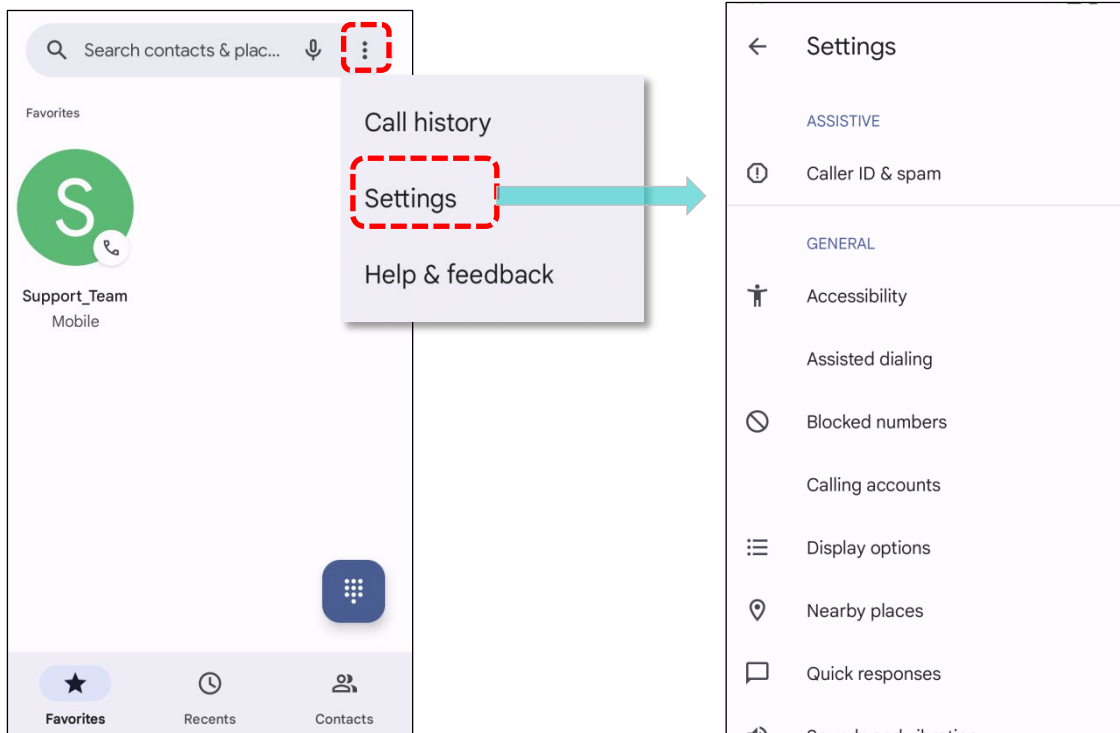 Search contacts & plac...
Favorites
S
Support_Team
Mobile
Favorites
Recents
Contacts
Call history
Settings
Help & feedback
Settings
ASSISTIVE
Caller ID & spam
GENERAL
Accessibility
Assisted dialing
Blocked numbers
Calling accounts
Display options
Nearby places
Quick responses